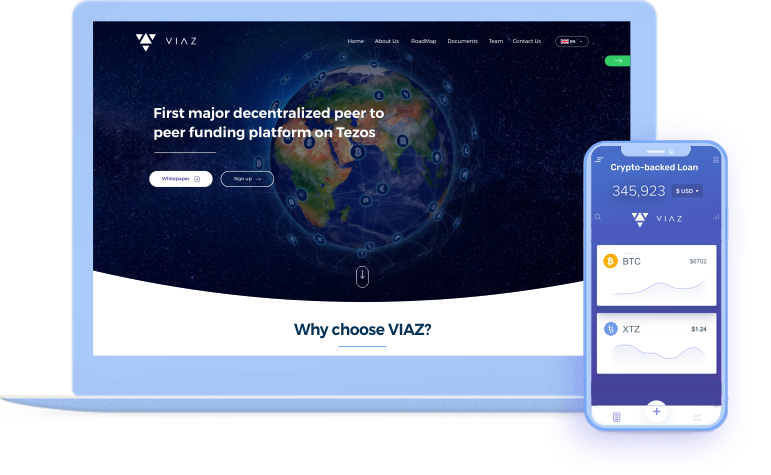 VIAZ
Home About Us RoadMap Documents Team Contact Us EN
First major decentralized peer to
peer funding platform on Tezos
Whitepaper Sign up
Why choose VIAZ?
Crypto-backed Loan
345,923 $ USD
VIAZ
BTC $6702
XTZ $1.24